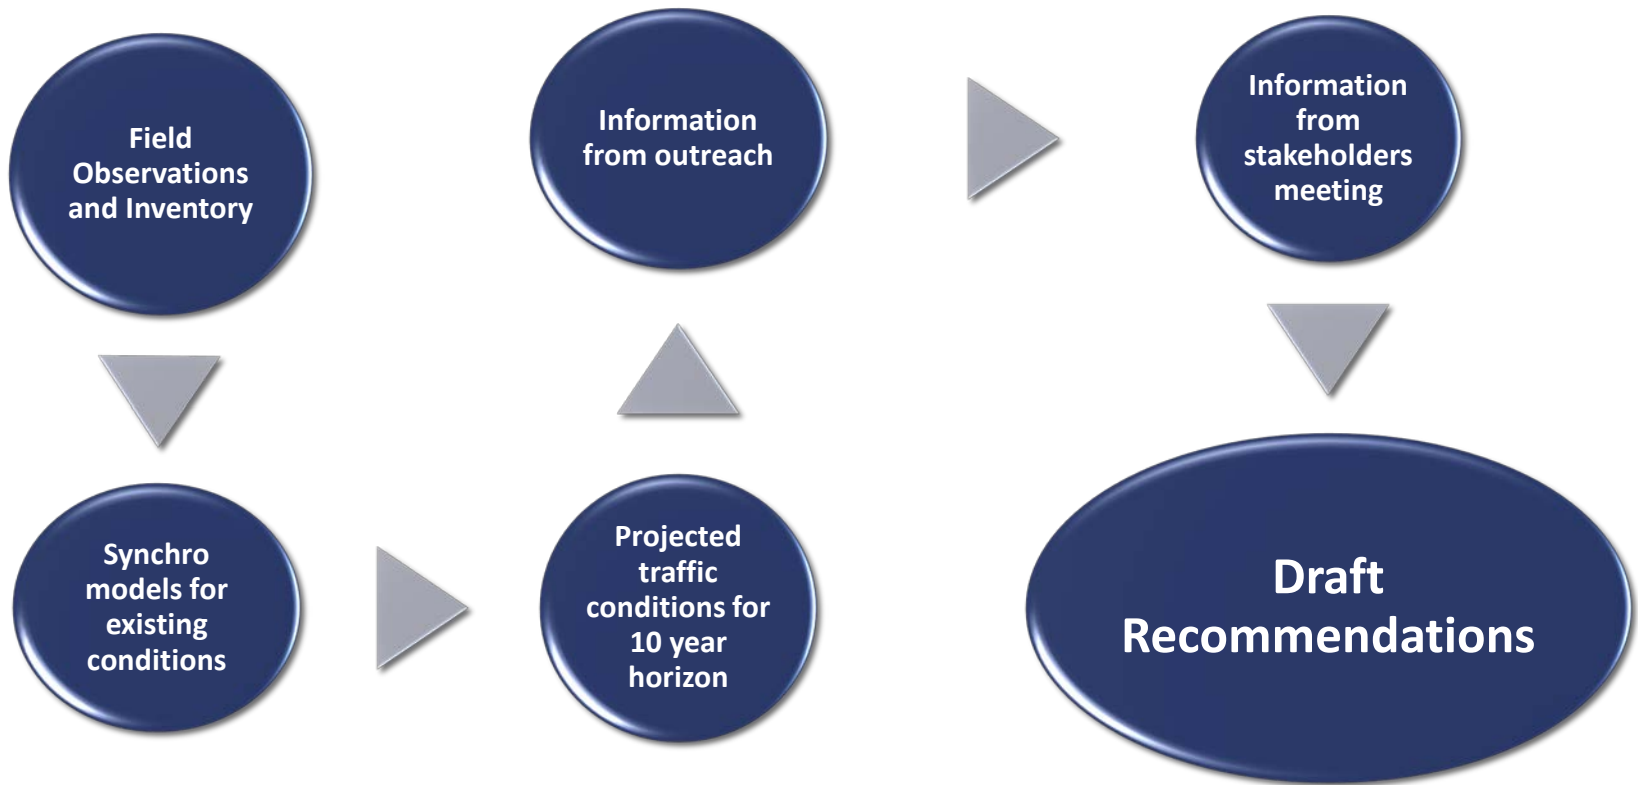 Field
Observations
and Inventory
Synchro
models for
existing
conditions
Projected
traffic
conditions for
10 year
horizon
Information
from outreach
Information
from
stakeholders
meeting
Draft
Recommendations